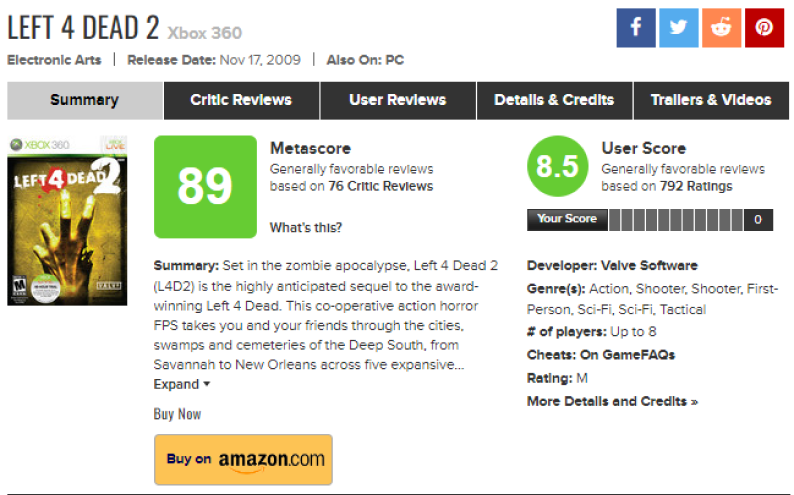 LEFT 4 DEAD 2 Xbox 360
Electronic Arts | Release Date: Nov 17, 2009 | Also On: PC
Summary
Critic Reviews
User Reviews
Details & Credits
Trailers & Videos
XBOX 360
LIVE
LEFT 4 DEAD 2
M
VALVE
89
Metascore
Generally favorable reviews
based on 76 Critic Reviews
What's this?
8.5
User Score
Generally favorable reviews
based on 792 Ratings
Your Score
0
Summary: Set in the zombie apocalypse, Left 4 Dead 2
(L4D2) is the highly anticipated sequel to the award-
winning Left 4 Dead. This co-operative action horror
FPS takes you and your friends through the cities,
swamps and cemeteries of the Deep South, from
Savannah to New Orleans across five expansive...
Expand
Buy Now
Buy on amazon.com
Developer: Valve Software
Genre(s): Action, Shooter, Shooter, First-
Person, Sci-Fi, Sci-Fi, Tactical
# of players: Up to 8
Cheats: On GameFAQs
Rating: M
More Details and Credits »